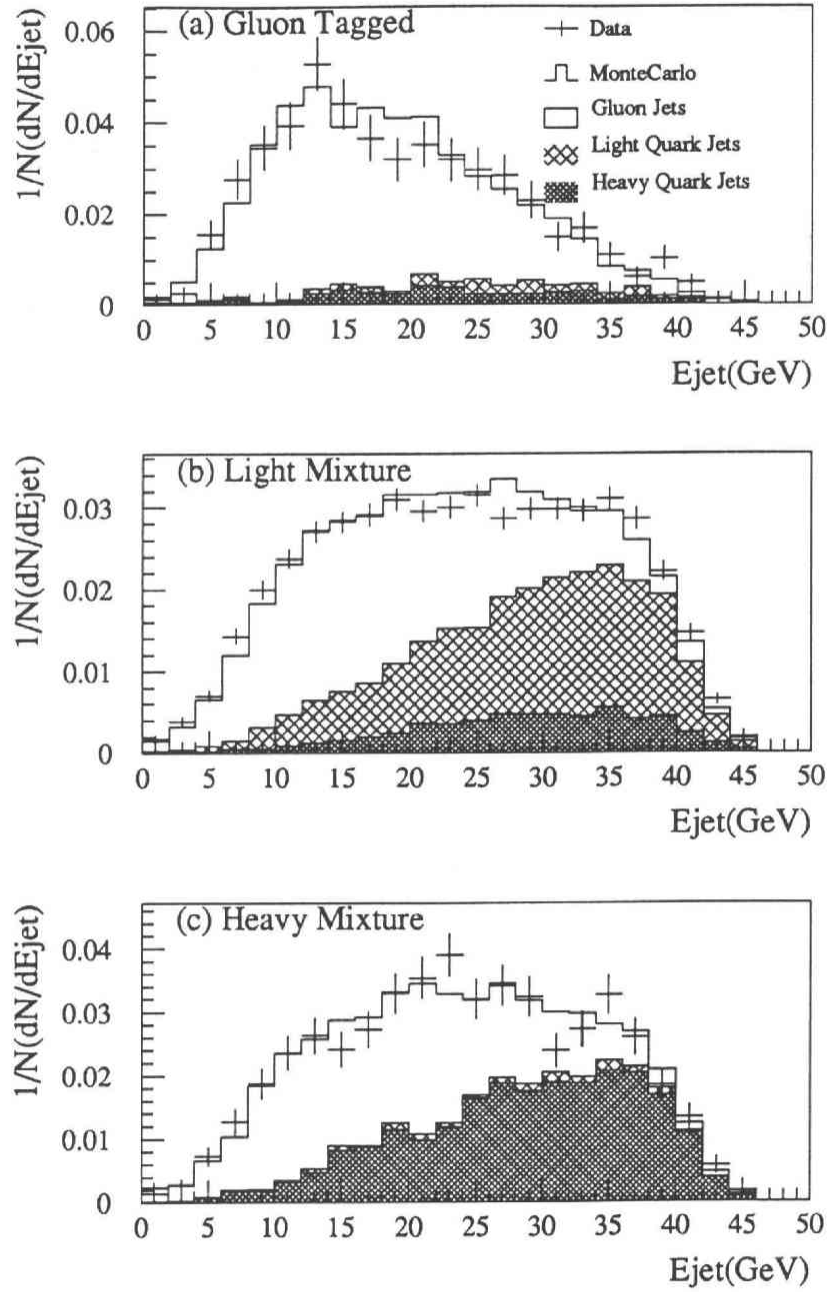 (a) Gluon Tagged
Data
MonteCarlo
Gluon Jets
Light Quark Jets
Heavy Quark Jets
1/N(dN/dEjet)
0.06
0.04
0.02
0
0 5 10 15 20 25 30 35 40 45 50
Ejet(GeV)
(b) Light Mixture
1/N(dN/dEjet)
0.03
0.02
0.01
0
0 5 10 15 20 25 30 35 40 45 50
Ejet(GeV)
(c) Heavy Mixture
1/N(dN/dEjet)
0.04
0.03
0.02
0.01
0
0 5 10 15 20 25 30 35 40 45 50
Ejet(GeV)